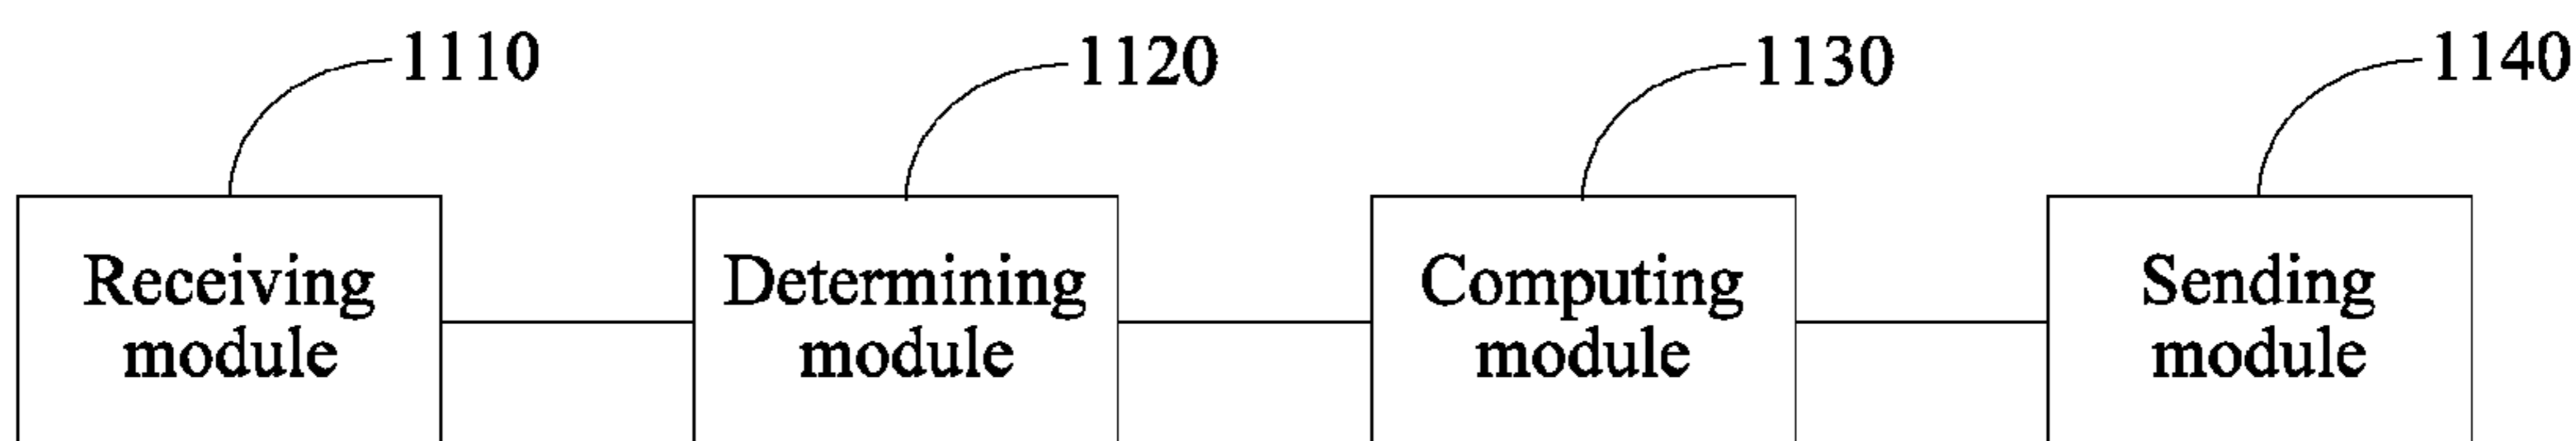 1110
1120
1130
1140
Receiving
module
Determining
module
Computing
module
Sending
module